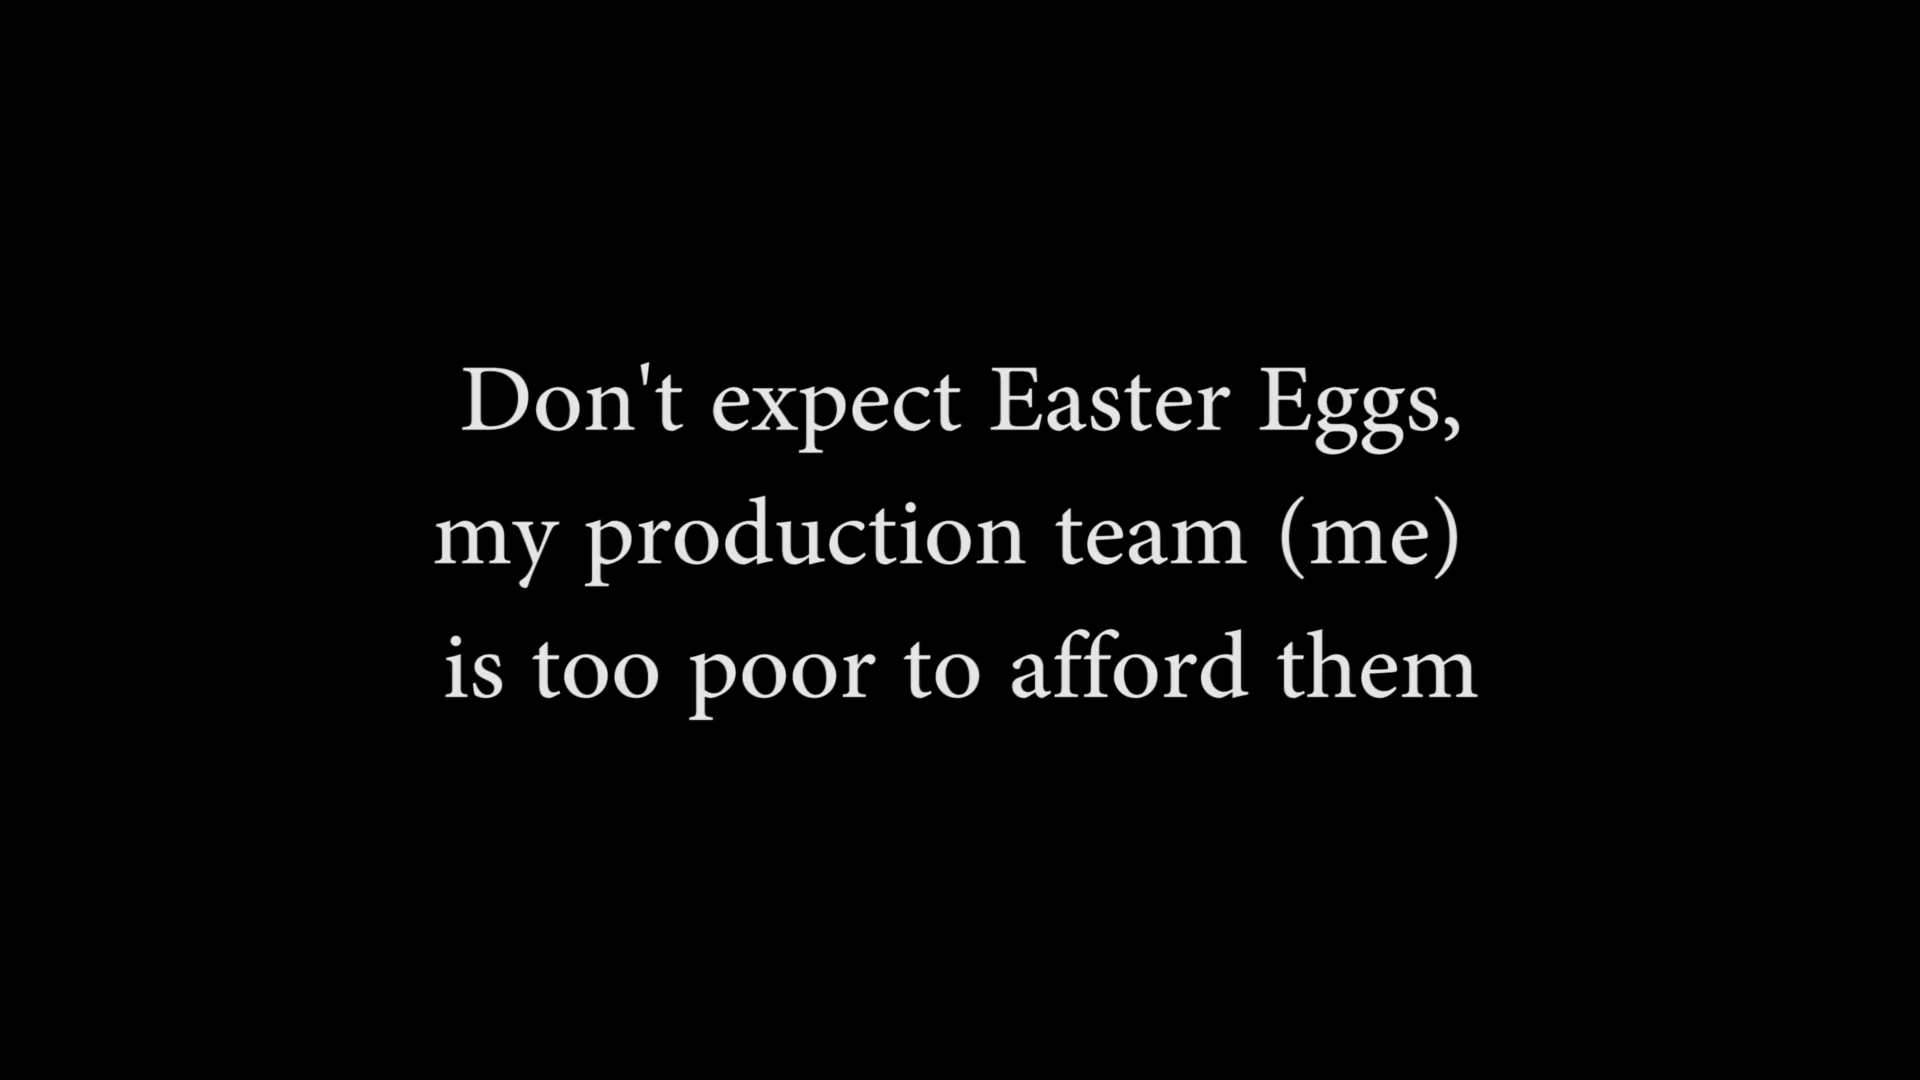 Don't expect Easter Eggs,
my production team (me)
is too poor to afford them